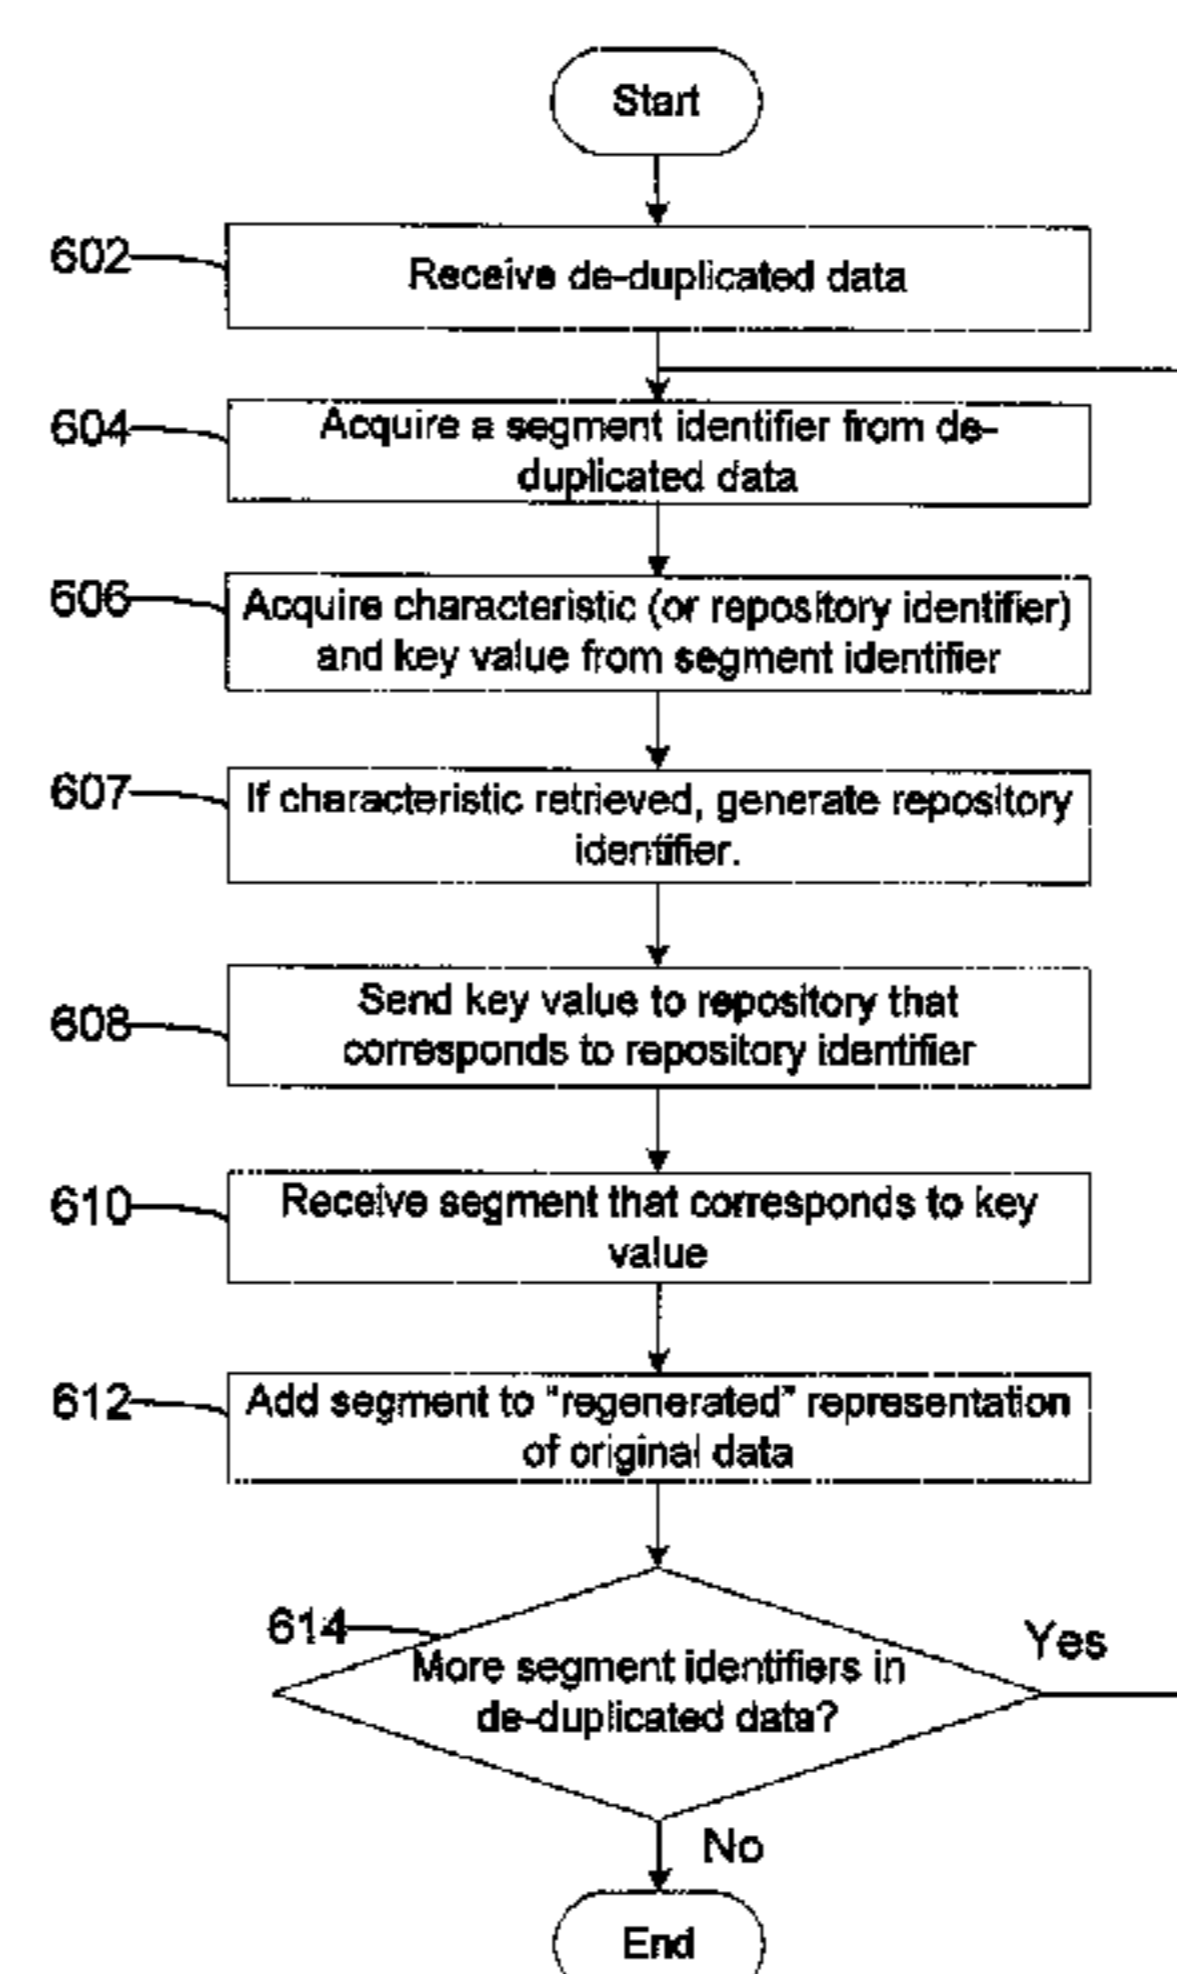 Start
602
Receive de-duplicated data
604
Acquire a segment identifier from de-
duplicated data
606
Acquire characteristic (or repository identifier)
and key value from segment identifier
607
If characteristic retrieved, generate repository
identifier.
608
Send key value to repository that
corresponds to repository identifier
610
Receive segment that corresponds to key
value
612
Add segment to "regenerated" representation
of original data
614
More segment identifiers in
de-duplicated data?
Yes
No
End